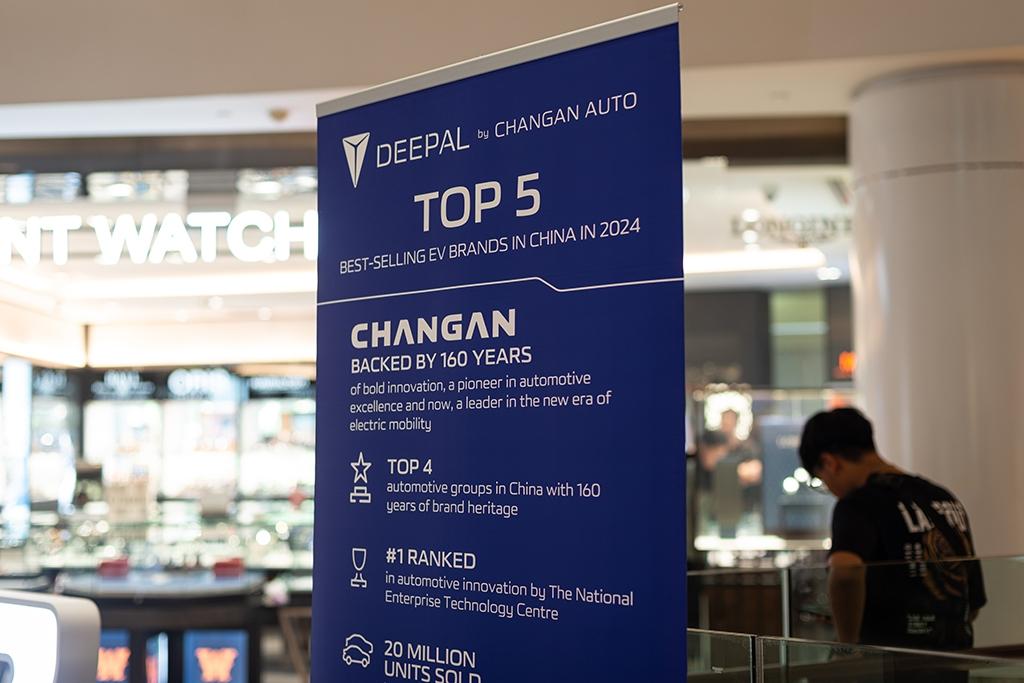 DEEPAL by CHANGAN AUTO
TOP 5
BEST-SELLING EV BRANDS IN CHINA IN 2024
CHANGAN
BACKED BY 160 YEARS
of bold innovation, a pioneer in automotive
excellence and now, a leader in the new era of
electric mobility
TOP 4
automotive groups in China with 160
years of brand heritage
#1 RANKED
in automotive innovation by The National
Enterprise Technology Centre
20 MILLION
UNITS SOLD
NT WATCH
LONGINES